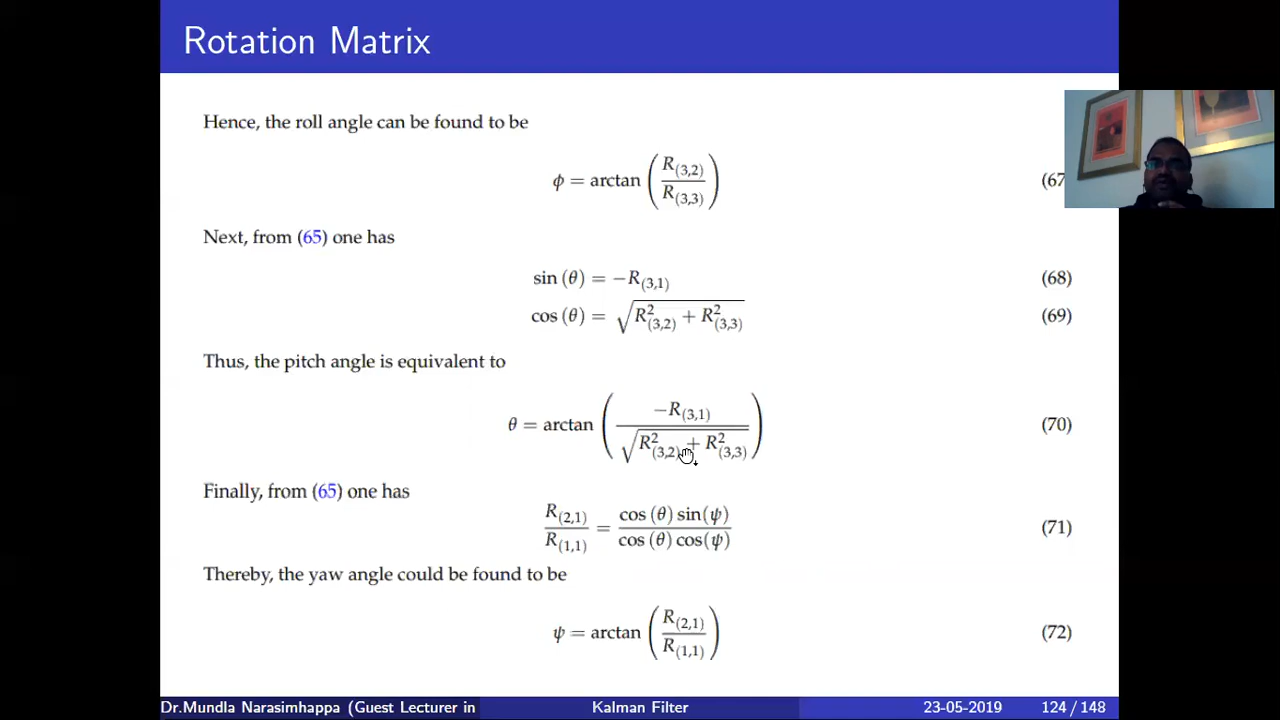 Rotation Matrix
Hence, the roll angle can be found to be
ϕ = arctan ( R(3,2) / R(3,3) ) (67
Next, from (65) one has
sin (θ) = −R(3,1) (68)
cos (θ) = √( R²(3,2) + R²(3,3) ) (69)
Thus, the pitch angle is equivalent to
θ = arctan ( −R(3,1) / √( R²(3,2) + R²(3,3) ) ) (70)
Finally, from (65) one has
R(2,1) / R(1,1) = cos (θ) sin(ψ) / cos (θ) cos(ψ) (71)
Thereby, the yaw angle could be found to be
ψ = arctan ( R(2,1) / R(1,1) ) (72)
Dr.Mundla Narasimhappa (Guest Lecturer in Kalman Filter 23-05-2019 124 / 148